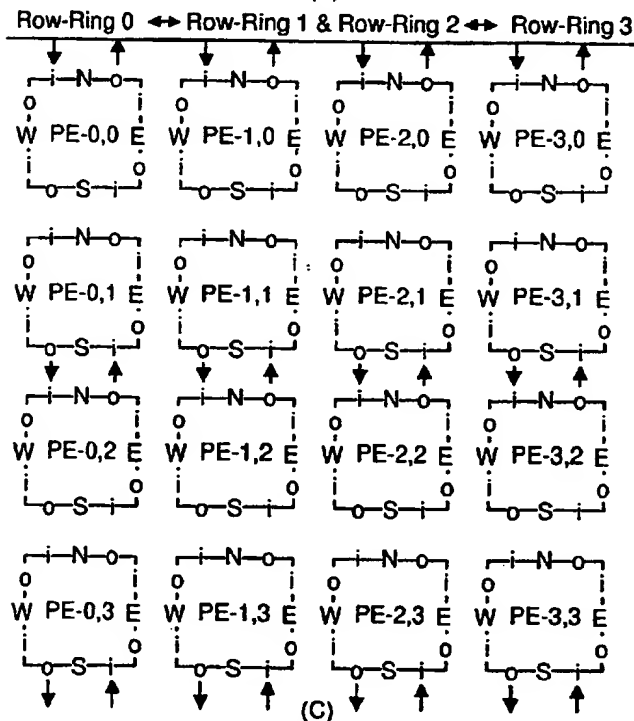 Row-Ring 0 ↔ Row-Ring 1 & Row-Ring 2 ↔ Row-Ring 3
i N o i N o i N o i N o
o i o i o i o i
W PE-0,0 E W PE-1,0 E W PE-2,0 E W PE-3,0 E
i o i o i o i o
o S i o S i o S i o S i
i N o i N o i N o i N o
o i o i o i o i
W PE-0,1 E W PE-1,1 E W PE-2,1 E W PE-3,1 E
i o i o i o i o
o S i o S i o S i o S i
i N o i N o i N o i N o
o i o i o i o i
W PE-0,2 E W PE-1,2 E W PE-2,2 E W PE-3,2 E
i o i o i o i o
o S i o S i o S i o S i
i N o i N o i N o i N o
o i o i o i o i
W PE-0,3 E W PE-1,3 E W PE-2,3 E W PE-3,3 E
i o i o i o i o
o S i o S i o S i o S i
(C)